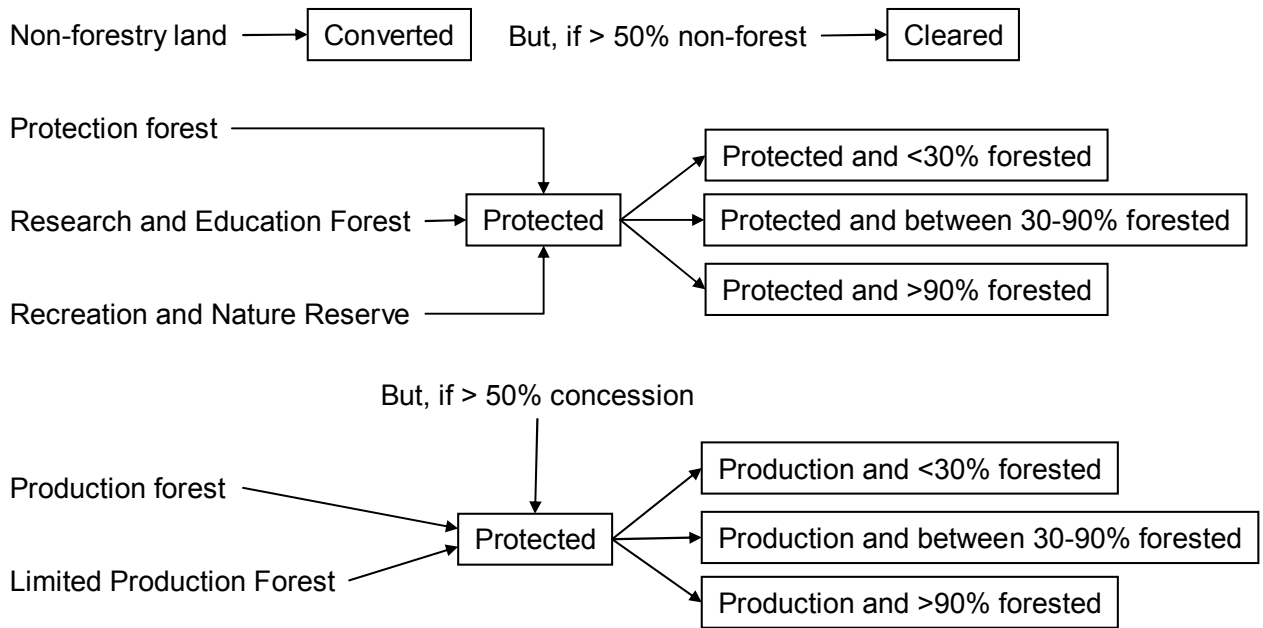 Non-forestry land
Converted
But, if > 50% non-forest
Cleared
Protection forest
Protected and <30% forested
Research and Education Forest
Protected
Protected and between 30-90% forested
Protected and >90% forested
Recreation and Nature Reserve
But, if > 50% concession
Production and <30% forested
Production forest
Protected
Production and between 30-90% forested
Limited Production Forest
Production and >90% forested